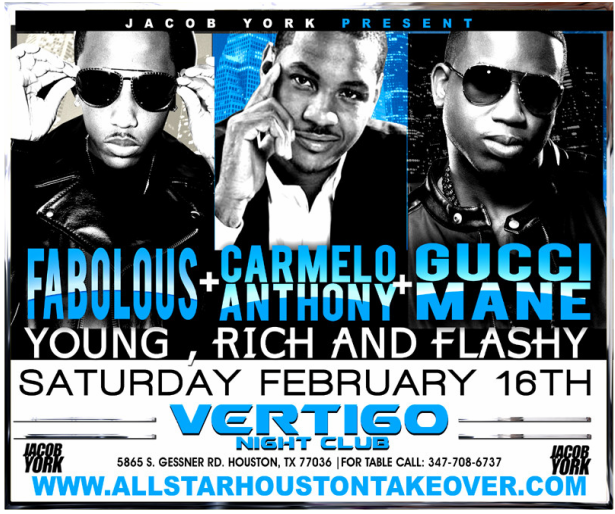 JACOB YORK PRESENT
FABOLOUS + CARMELO ANTHONY + GUCCI MANE
YOUNG , RICH AND FLASHY
SATURDAY FEBRUARY 16TH
VERTIGO
NIGHT CLUB
JACOB YORK
5865 S. GESSNER RD. HOUSTON, TX 77036 | FOR TABLE CALL: 347-708-6737
JACOB YORK
WWW.ALLSTARHOUSTONTAKEOVER.COM